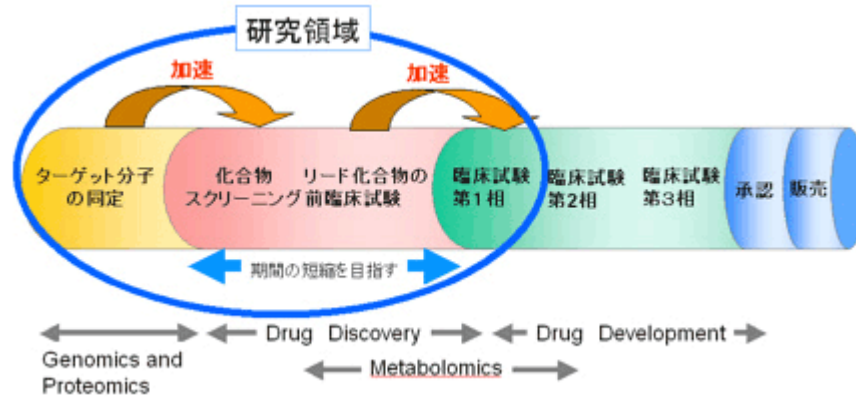 研究領域
加速
加速
ターゲット分子
の同定
化合物
スクリーニング
リード化合物の
前臨床試験
臨床試験
第1相
臨床試験
第2相
臨床試験
第3相
承認
販売
期間の短縮を目指す
Genomics and
Proteomics
Drug Discovery
Drug Development
Metabolomics